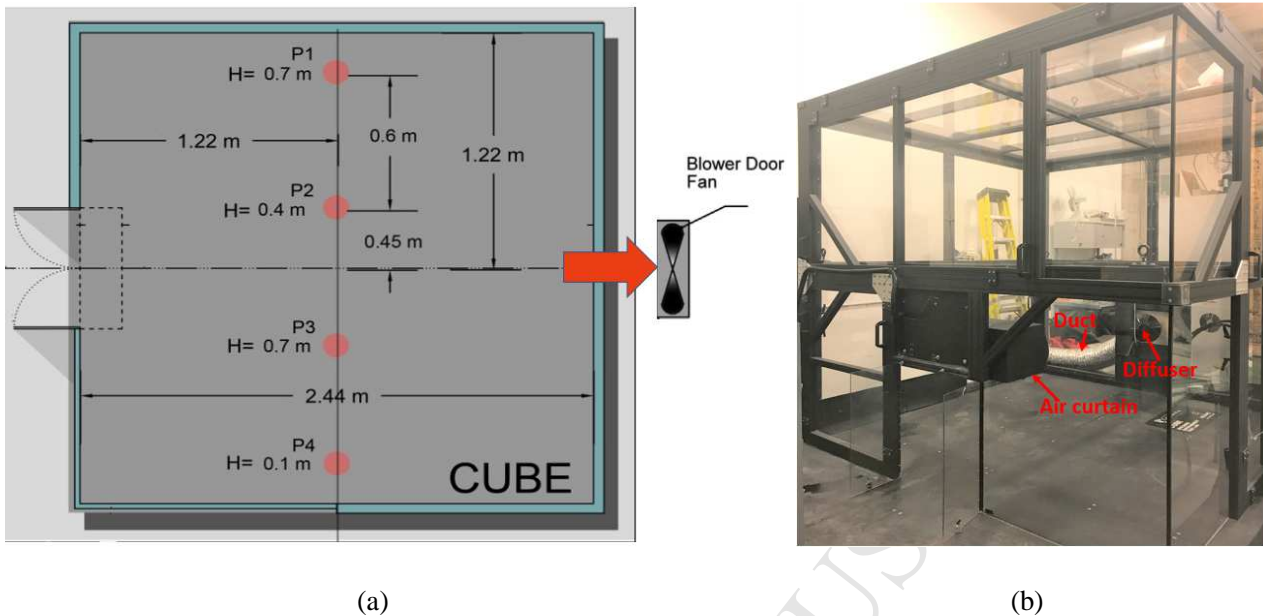 P1
H= 0.7 m
0.6 m
1.22 m
1.22 m
Blower Door
Fan
P2
H= 0.4 m
0.45 m
P3
H= 0.7 m
2.44 m
P4
H= 0.1 m
CUBE
Duct
Diffuser
Air curtain
US
(a)
(b)